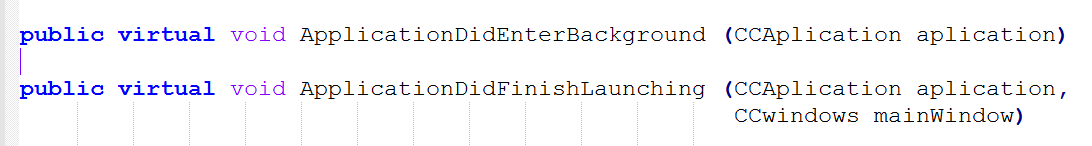 public virtual void ApplicationDidEnterBackground (CCAplication aplication)
public virtual void ApplicationDidFinishLaunching (CCAplication aplication,
CCwindows mainWindow)